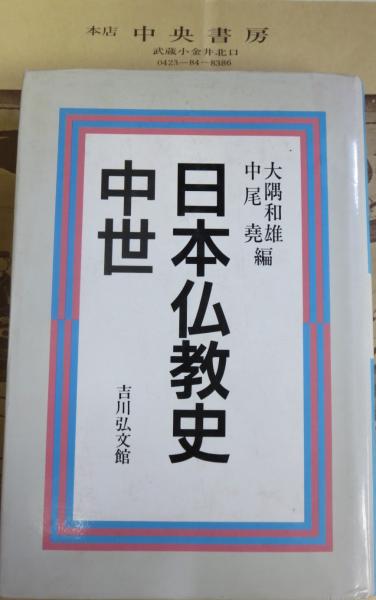 本店 中央書房
武蔵小金井北口
0423―84―8386
大隅和雄
中尾堯編
日本仏教史
中世
吉川弘文館